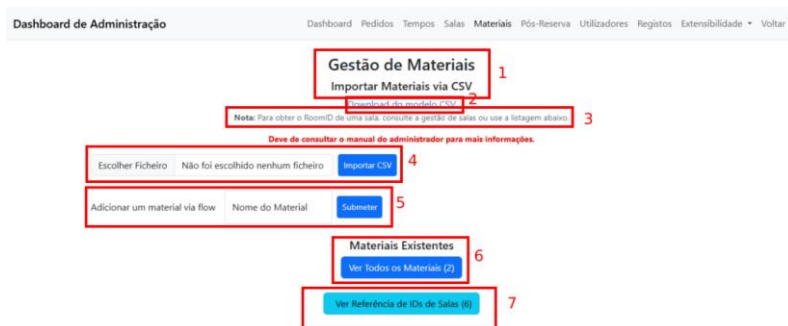 Dashboard de Administração Dashboard Pedidos Tempos Salas Materiais Pós-Reserva Utilizadores Registos Extensibilidade Voltar
Gestão de Materiais
1
Importar Materiais via CSV
Download do modelo CSV
2
Nota: Para obter o RoomID de uma sala, consulte a gestão de salas ou use a listagem abaixo.
3
Deve de consultar o manual do administrador para mais informações.
Escolher Ficheiro Não foi escolhido nenhum ficheiro Importar CSV
4
Adicionar um material via flow Nome do Material Submeter
5
Materiais Existentes
6
Ver Todos os Materiais (2)
Ver Referência de IDs de Salas (6)
7